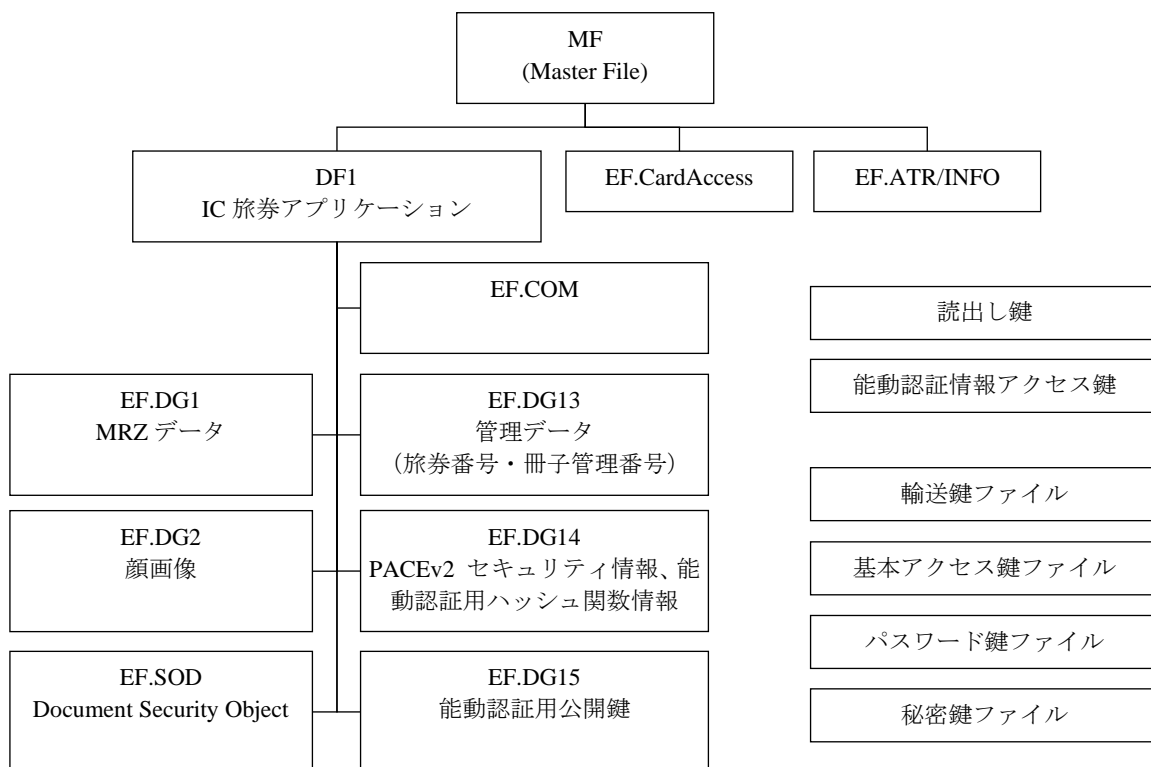 MF
(Master File)
DF1
IC 旅券アプリケーション
EF.CardAccess
EF.ATR/INFO
EF.COM
読出し鍵
能動認証情報アクセス鍵
EF.DG1
MRZ データ
EF.DG13
管理データ
（旅券番号・冊子管理番号）
輸送鍵ファイル
EF.DG2
顔画像
EF.DG14
PACEv2 セキュリティ情報、能
動認証用ハッシュ関数情報
基本アクセス鍵ファイル
パスワード鍵ファイル
EF.SOD
Document Security Object
EF.DG15
能動認証用公開鍵
秘密鍵ファイル